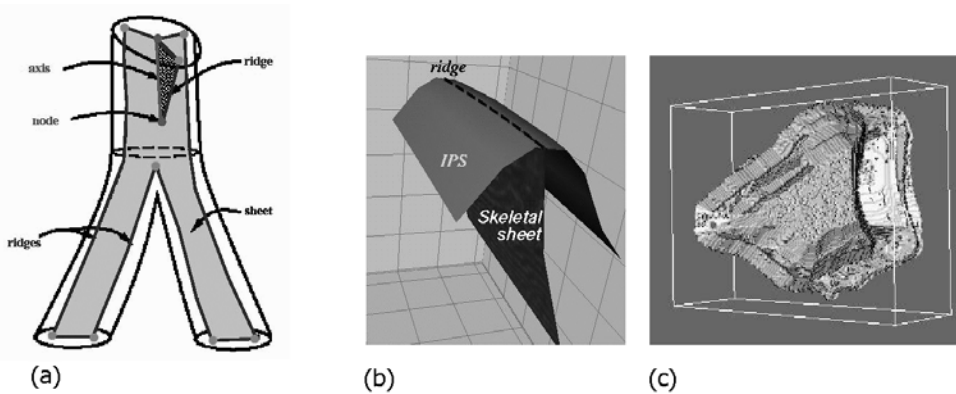 axis
ridge
node
sheet
ridges
(a)
ridge
IPS
Skeletal
sheet
(b)
(c)